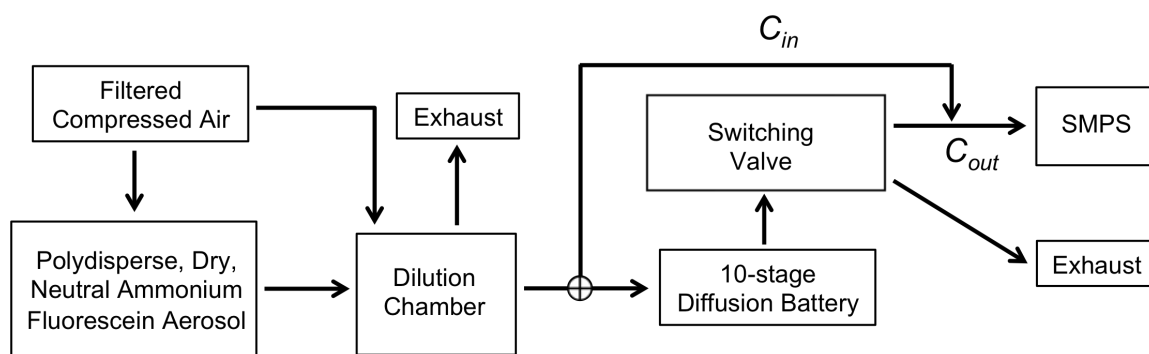 C_in
Filtered
Compressed Air
Exhaust
Switching
Valve
SMPS
C_out
Polydisperse, Dry,
Neutral Ammonium
Fluorescein Aerosol
Dilution
Chamber
10-stage
Diffusion Battery
Exhaust